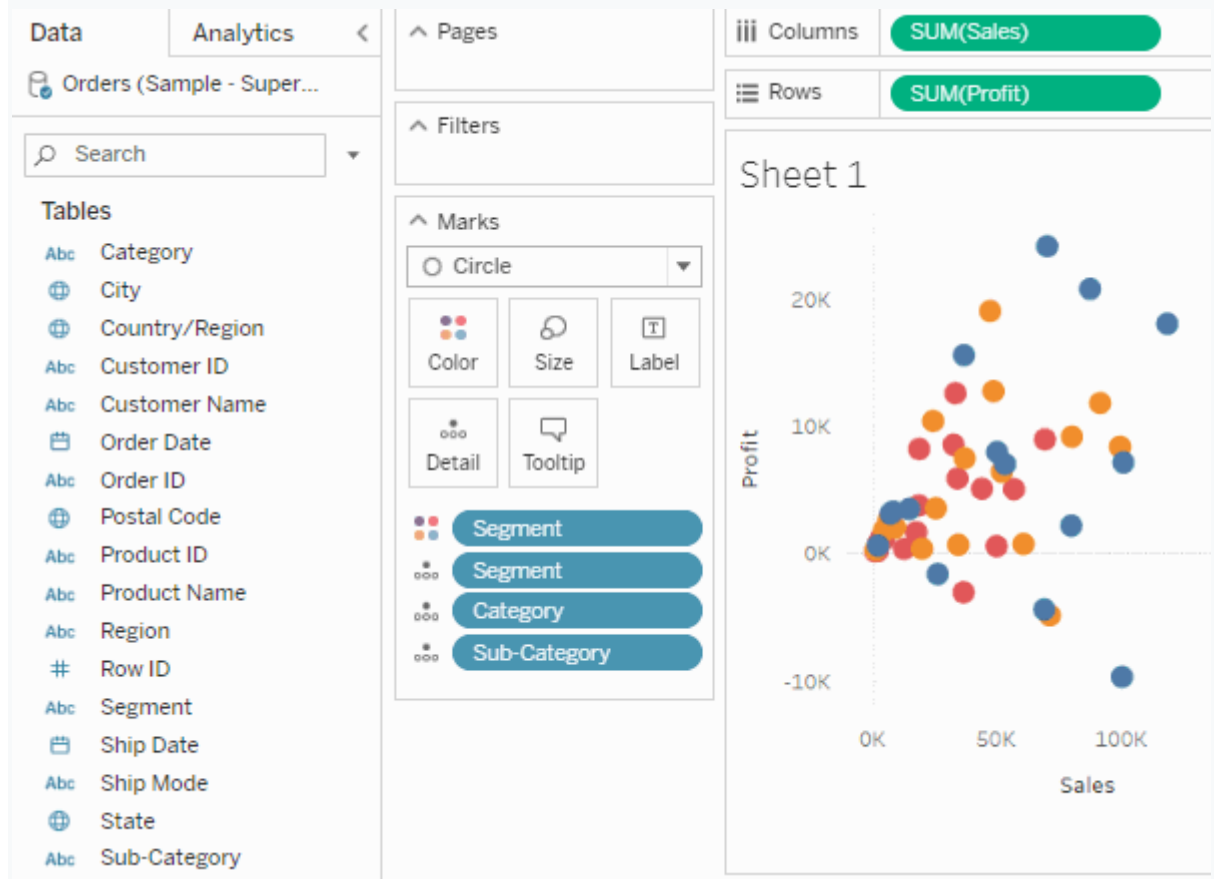 Data
Analytics
Orders (Sample - Super...
Search
Tables
Abc Category
City
Country/Region
Abc Customer ID
Abc Customer Name
Order Date
Abc Order ID
Postal Code
Abc Product ID
Abc Product Name
Abc Region
# Row ID
Abc Segment
Ship Date
Abc Ship Mode
State
Abc Sub-Category
Pages
Filters
Marks
Circle
Color
Size
T
Label
Detail
Tooltip
Segment
Segment
Category
Sub-Category
Columns
SUM(Sales)
Rows
SUM(Profit)
Sheet 1
Profit
20K
10K
0K
-10K
0K
50K
100K
Sales